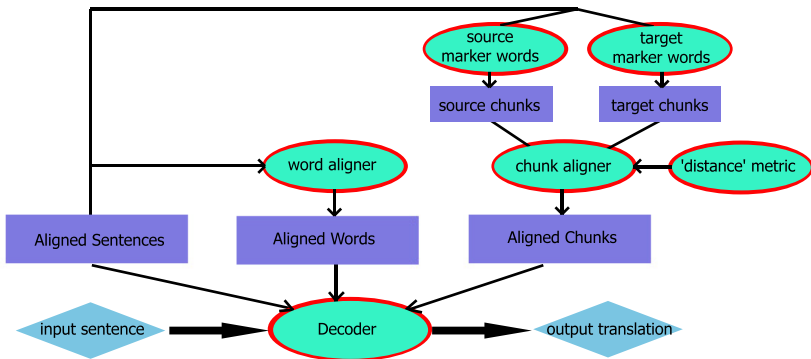 source
marker words
target
marker words
source chunks
target chunks
word aligner
chunk aligner
'distance' metric
Aligned Sentences
Aligned Words
Aligned Chunks
input sentence
Decoder
output translation